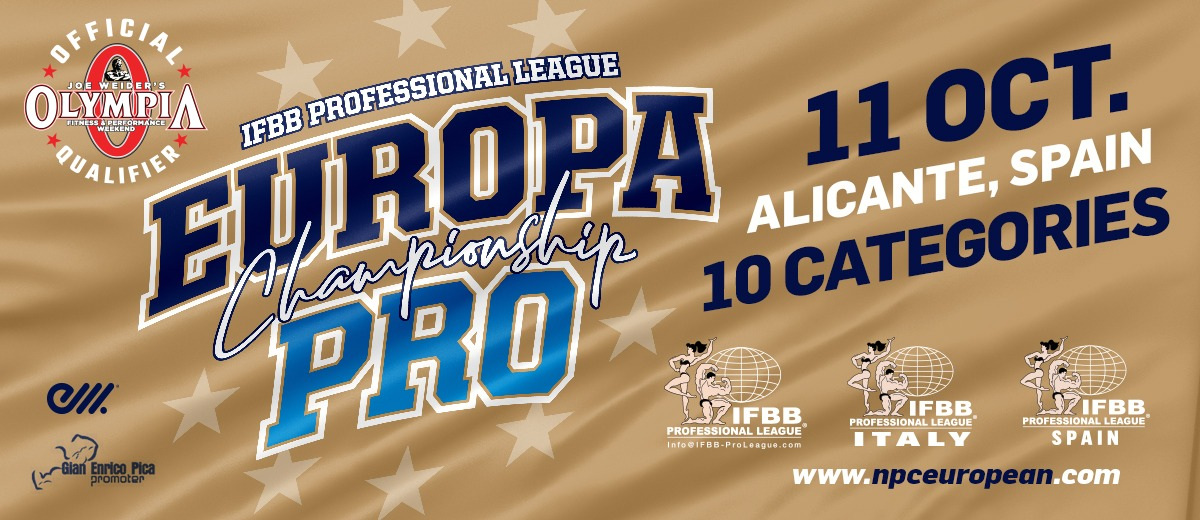 OFFICIAL
JOE WEIDER'S
OLYMPIA
FITNESS & PERFORMANCE
WEEKEND
QUALIFIER
IFBB PROFESSIONAL LEAGUE
EUROPA
Championship
PRO
11 OCT.
ALICANTE, SPAIN
10 CATEGORIES
Gian Enrico Pica
promoter
IFBB
PROFESSIONAL LEAGUE®
Info@IFBB-ProLeague.com
IFBB
PROFESSIONAL LEAGUE®
ITALY
IFBB
PROFESSIONAL LEAGUE®
SPAIN
www.npceuropean.com